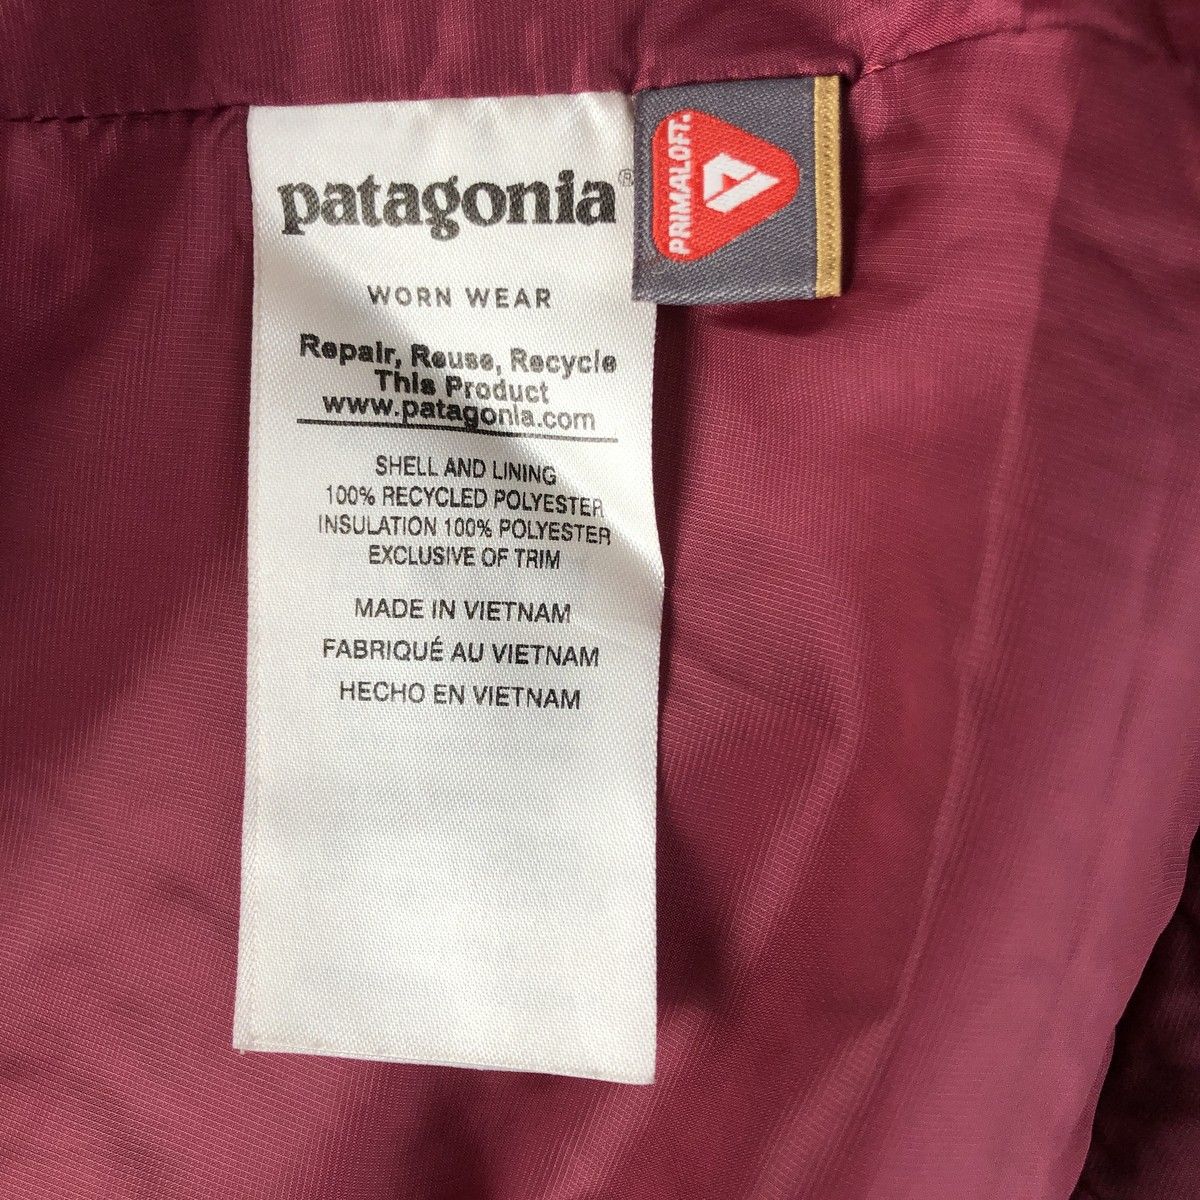 patagonia®
WORN WEAR
Repair, Reuse, Recycle
This Product
www.patagonia.com
SHELL AND LINING
100% RECYCLED POLYESTER
INSULATION 100% POLYESTER
EXCLUSIVE OF TRIM
MADE IN VIETNAM
FABRIQUÉ AU VIETNAM
HECHO EN VIETNAM
PRIMALOFT.